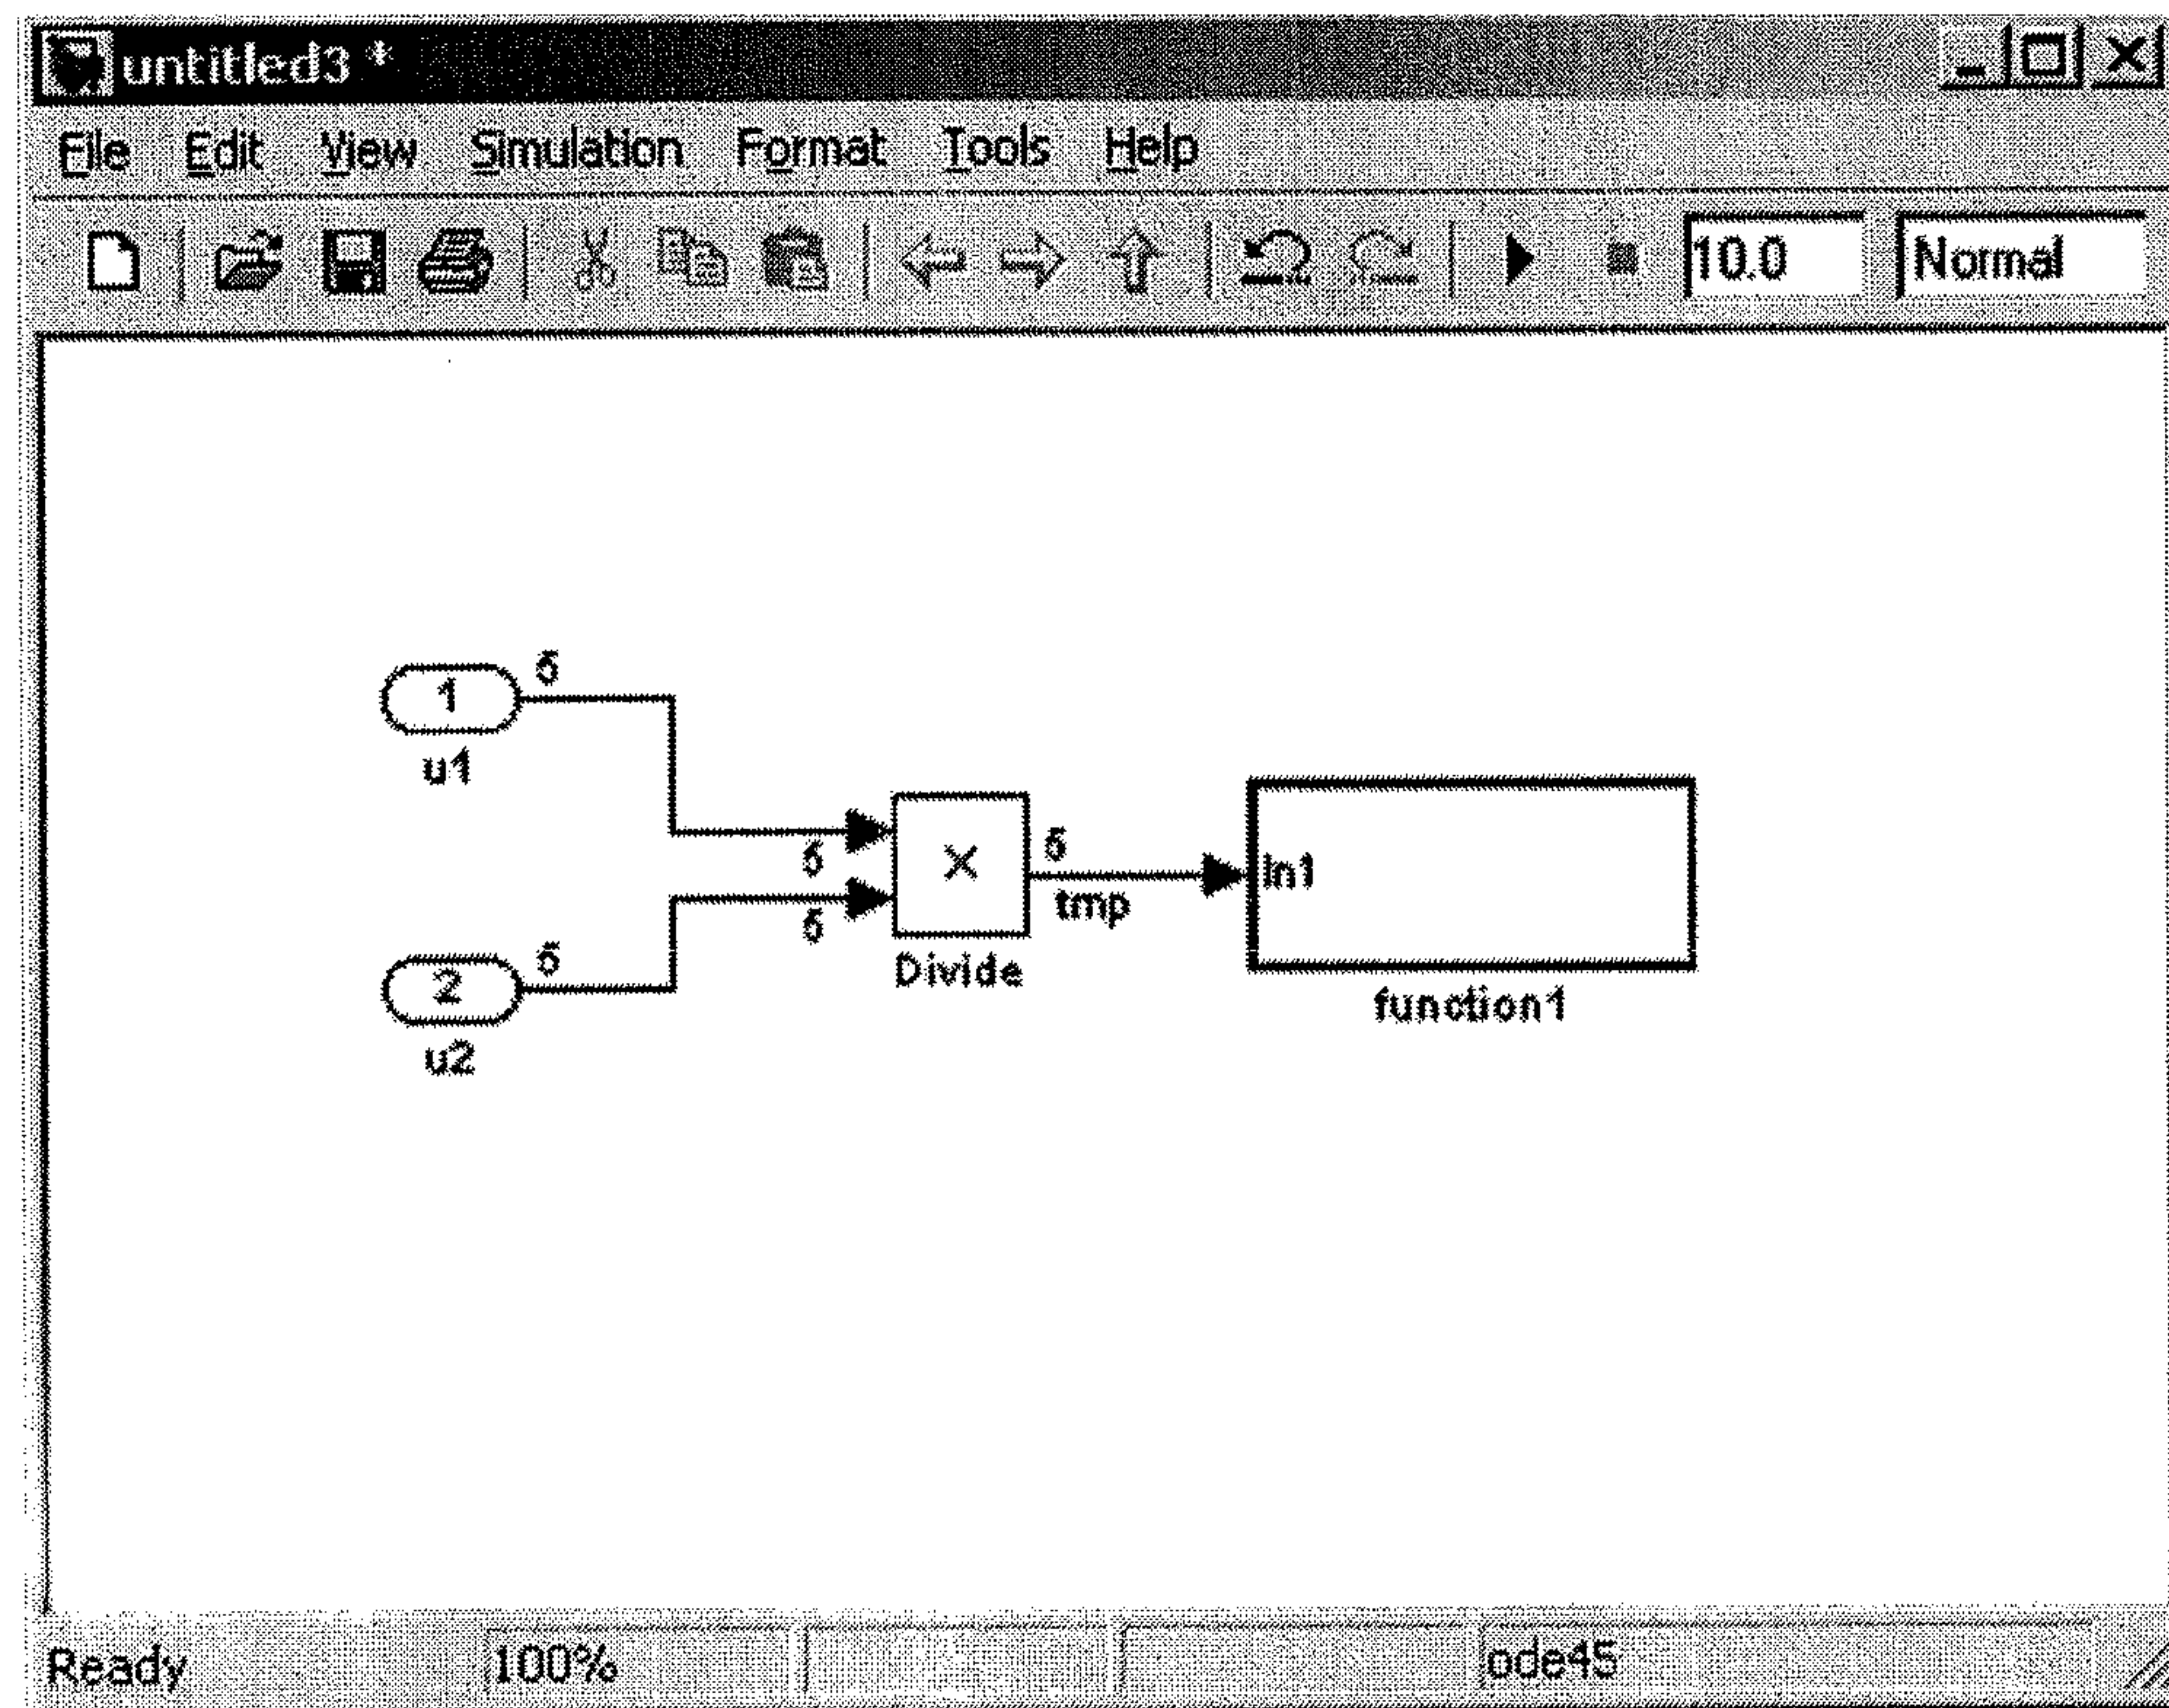 untitled3 *
File Edit View Simulation Format Tools Help
10.0 Normal
1 5
u1
5
× 5
In1
tmp
5
Divide
2 5
u2
function1
Ready 100% ode45